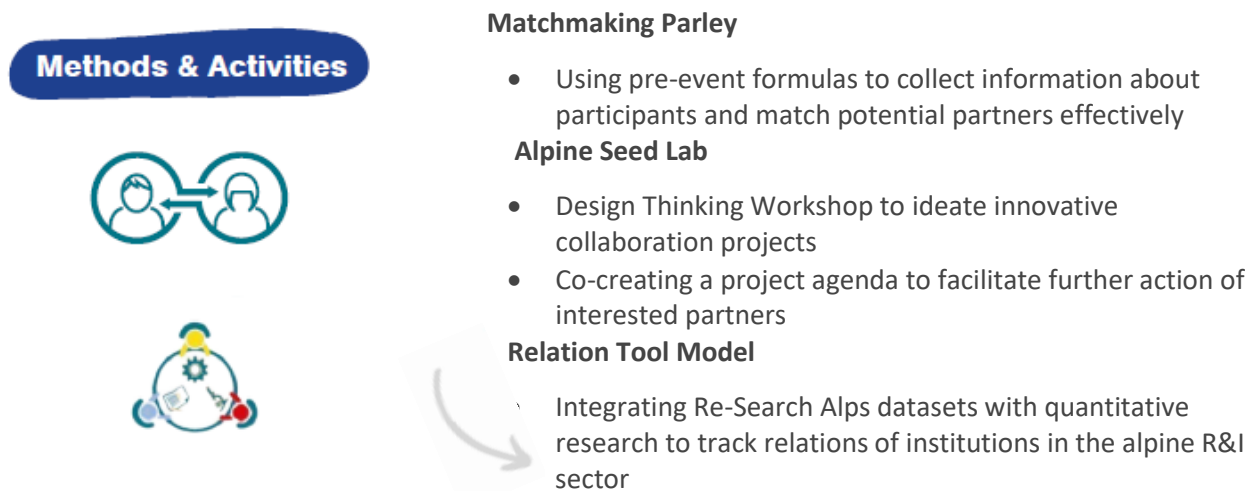 Methods & Activities
Matchmaking Parley
• Using pre-event formulas to collect information about
participants and match potential partners effectively
Alpine Seed Lab
• Design Thinking Workshop to ideate innovative
collaboration projects
• Co-creating a project agenda to facilitate further action of
interested partners
Relation Tool Model
• Integrating Re-Search Alps datasets with quantitative
research to track relations of institutions in the alpine R&I
sector